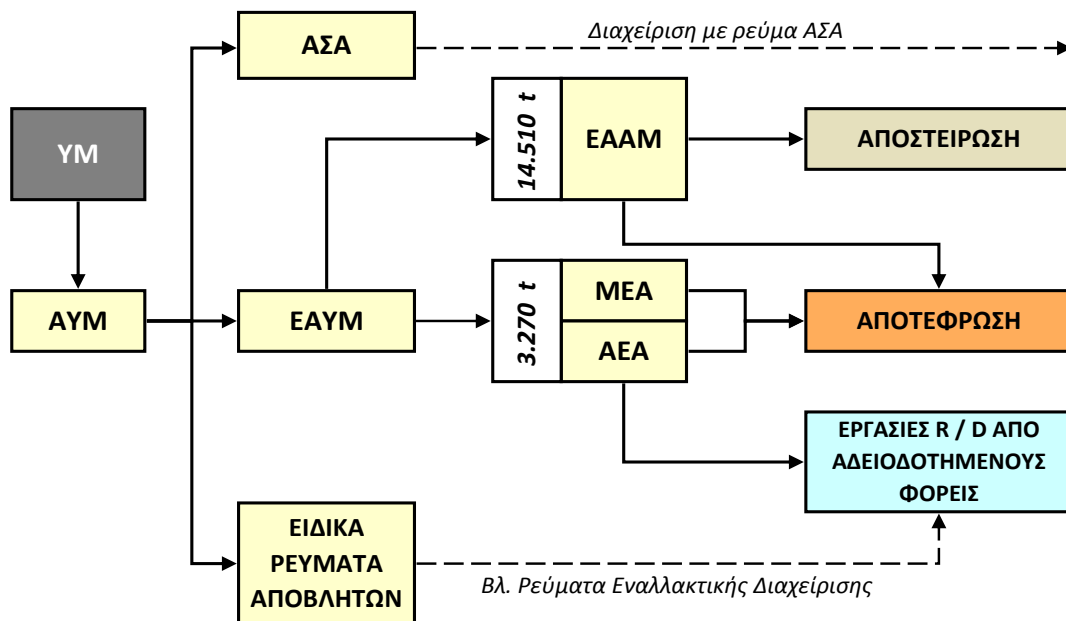 ΑΣΑ
Διαχείριση με ρεύμα ΑΣΑ
ΥΜ
14.510 t
ΕΑΑΜ
ΑΠΟΣΤΕΙΡΩΣΗ
ΑΥΜ
ΕΑΥΜ
3.270 t
ΜΕΑ
ΑΕΑ
ΑΠΟΤΕΦΡΩΣΗ
ΕΡΓΑΣΙΕΣ R / D ΑΠΟ
ΑΔΕΙΟΔΟΤΗΜΕΝΟΥΣ
ΦΟΡΕΙΣ
ΕΙΔΙΚΑ
ΡΕΥΜΑΤΑ
ΑΠΟΒΛΗΤΩΝ
Βλ. Ρεύματα Εναλλακτικής Διαχείρισης